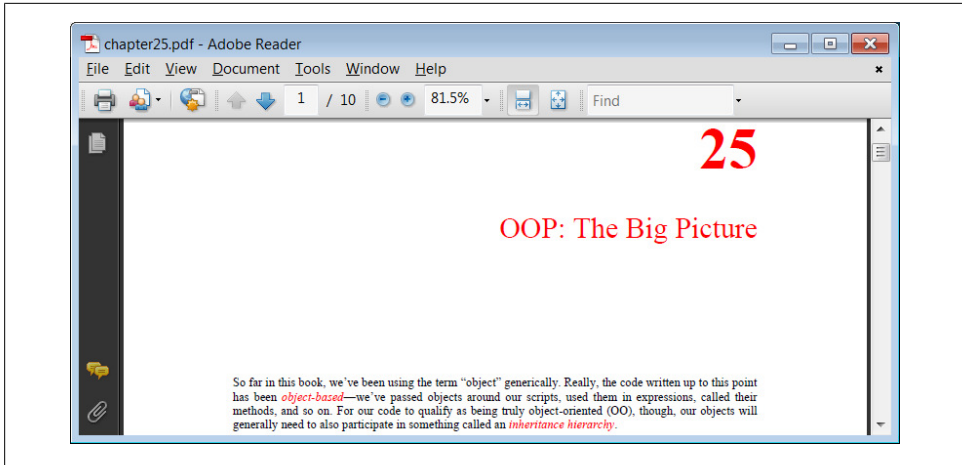 chapter25.pdf - Adobe Reader
File Edit View Document Tools Window Help
1 / 10 81.5% Find
25
OOP: The Big Picture
So far in this book, we’ve been using the term “object” generically. Really, the code written up to this point
has been object-based—we’ve passed objects around our scripts, used them in expressions, called their
methods, and so on. For our code to qualify as being truly object-oriented (OO), though, our objects will
generally need to also participate in something called an inheritance hierarchy.